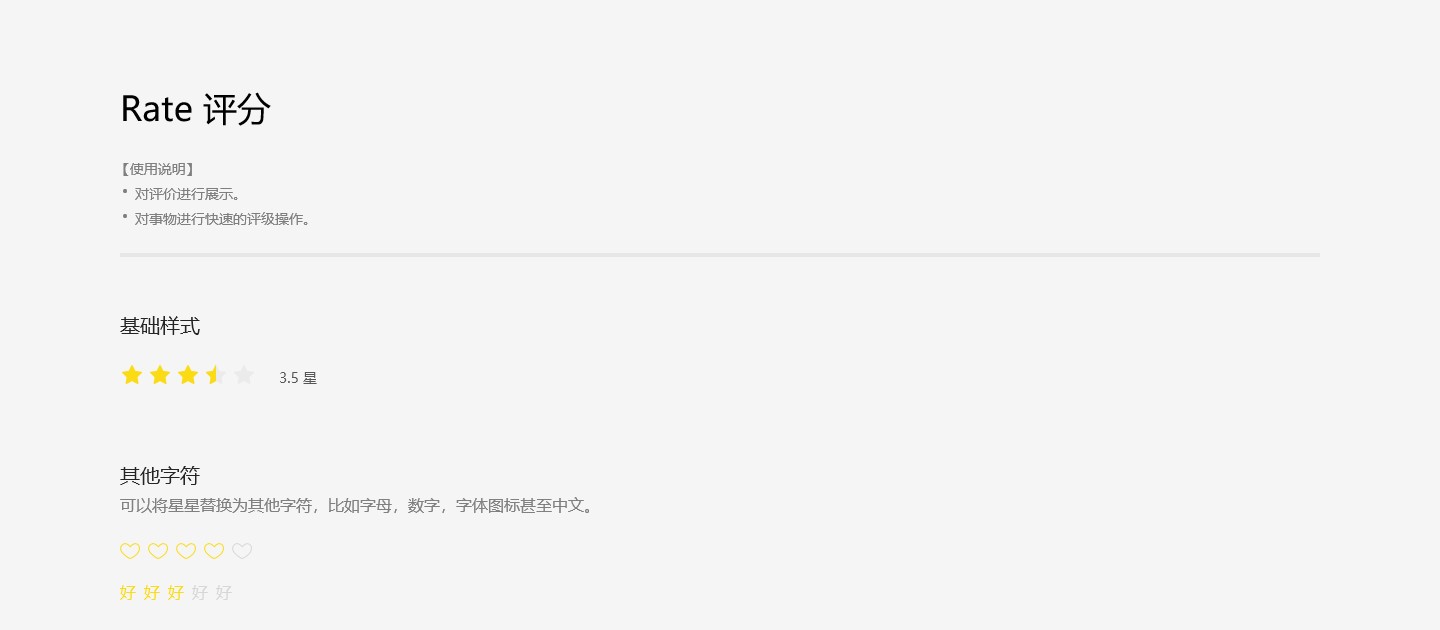 Rate 评分
【使用说明】
• 对评价进行展示。
• 对事物进行快速的评级操作。
基础样式
3.5 星
其他字符
可以将星星替换为其他字符，比如字母，数字，字体图标甚至中文。
好 好 好 好 好